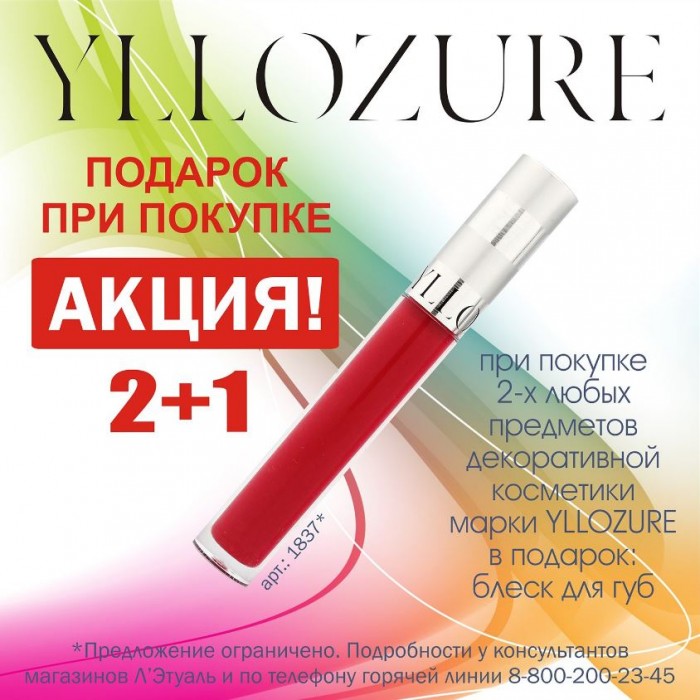 YLLOZURE
ПОДАРОК
ПРИ ПОКУПКЕ
АКЦИЯ!
2+1
YLLO
при покупке
2-х любых
предметов
декоративной
косметики
марки YLLOZURE
в подарок:
блеск для губ
арт.: 1837*
*Предложение ограничено. Подробности у консультантов
магазинов Л'Этуаль и по телефону горячей линии 8-800-200-23-45